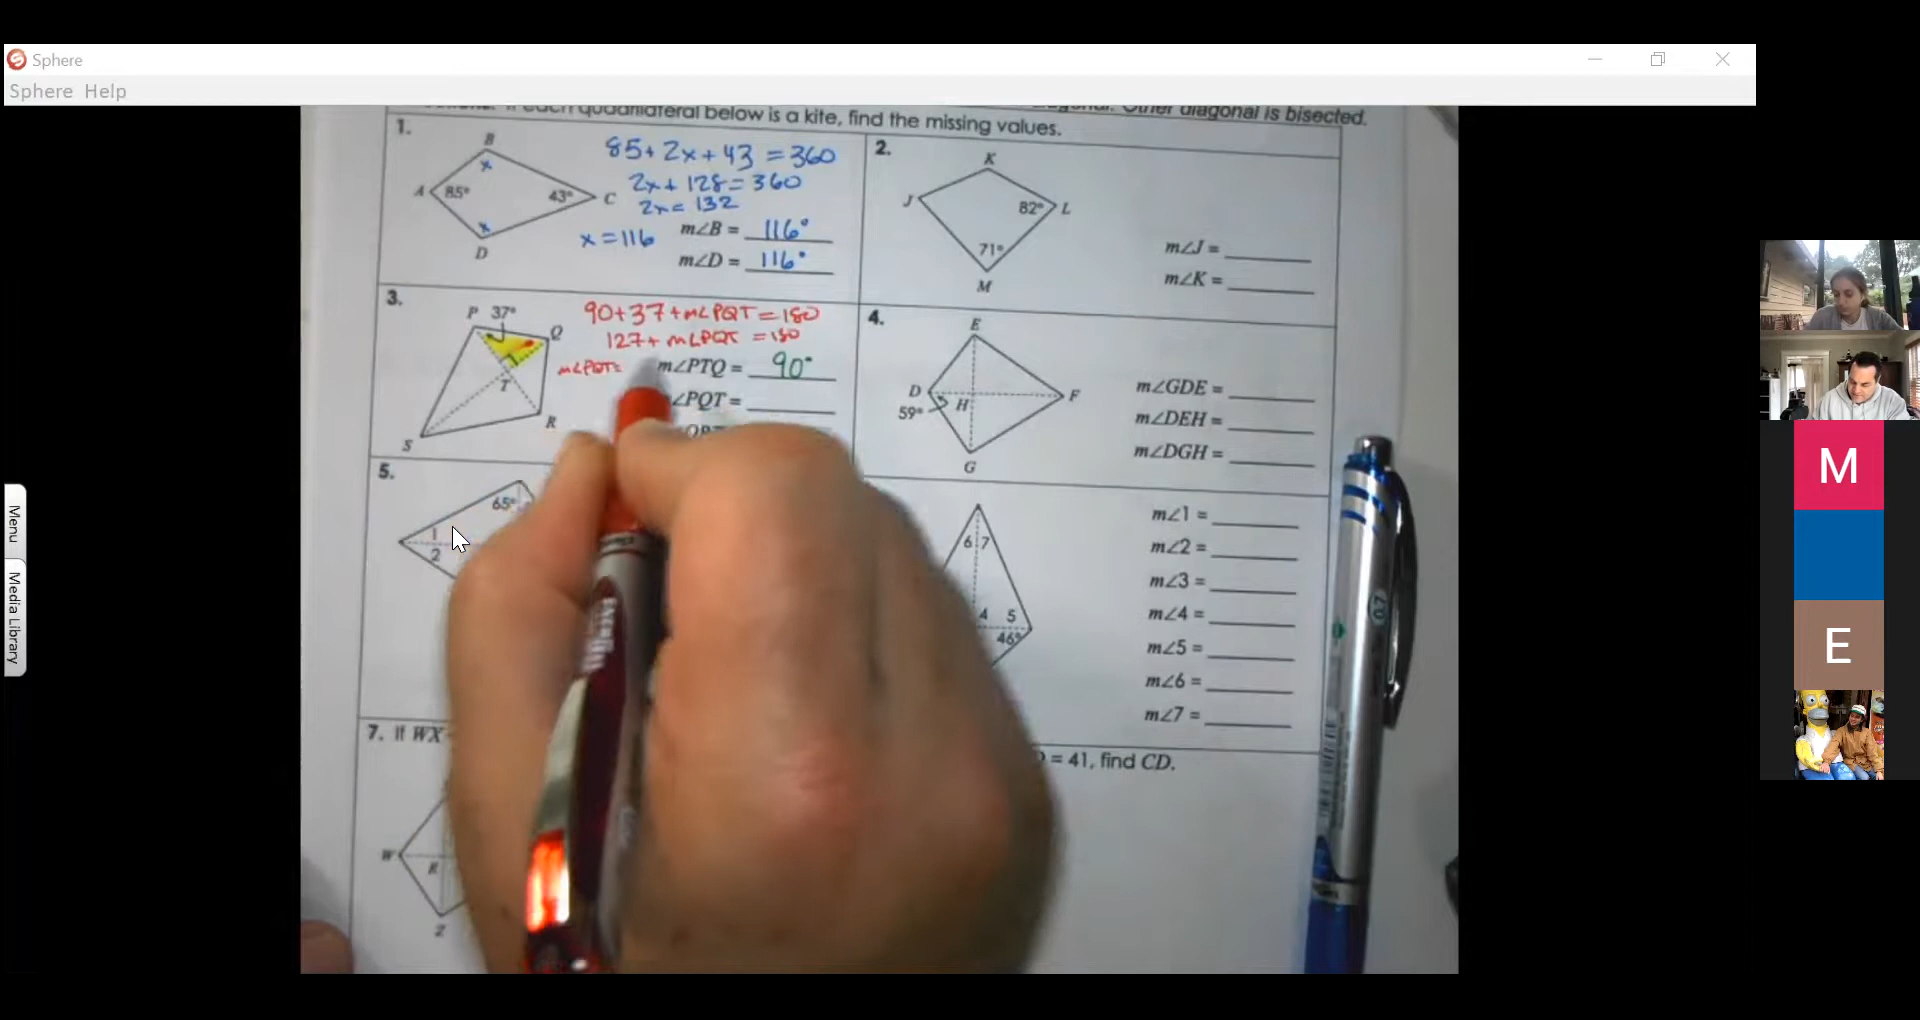 Sphere
Sphere Help
Menu
Media Library
each quadrilateral below is a kite, find the missing values.
Other diagonal is bisected.
1.
B
A
85°
x
x
43°
C
D
85+2x+43 = 360
2x+128=360
2x= 132
x=116
m∠B = 116°
m∠D = 116°
2.
K
J
82°
L
71°
M
m∠J =
m∠K =
3.
P 37°
Q
T
R
S
90+37+m∠PQT=180
127+ m∠PQT =180
m∠PQT=
m∠PTQ = 90°
∠PQT =
4.
E
D
H
F
59°
G
m∠GDE =
m∠DEH =
m∠DGH =
5.
65°
1
2
6 7
4 5
46°
m∠1 =
m∠2 =
m∠3 =
m∠4 =
m∠5 =
m∠6 =
m∠7 =
7. If WX
W
Z
= 41, find CD.
0.7
M
E